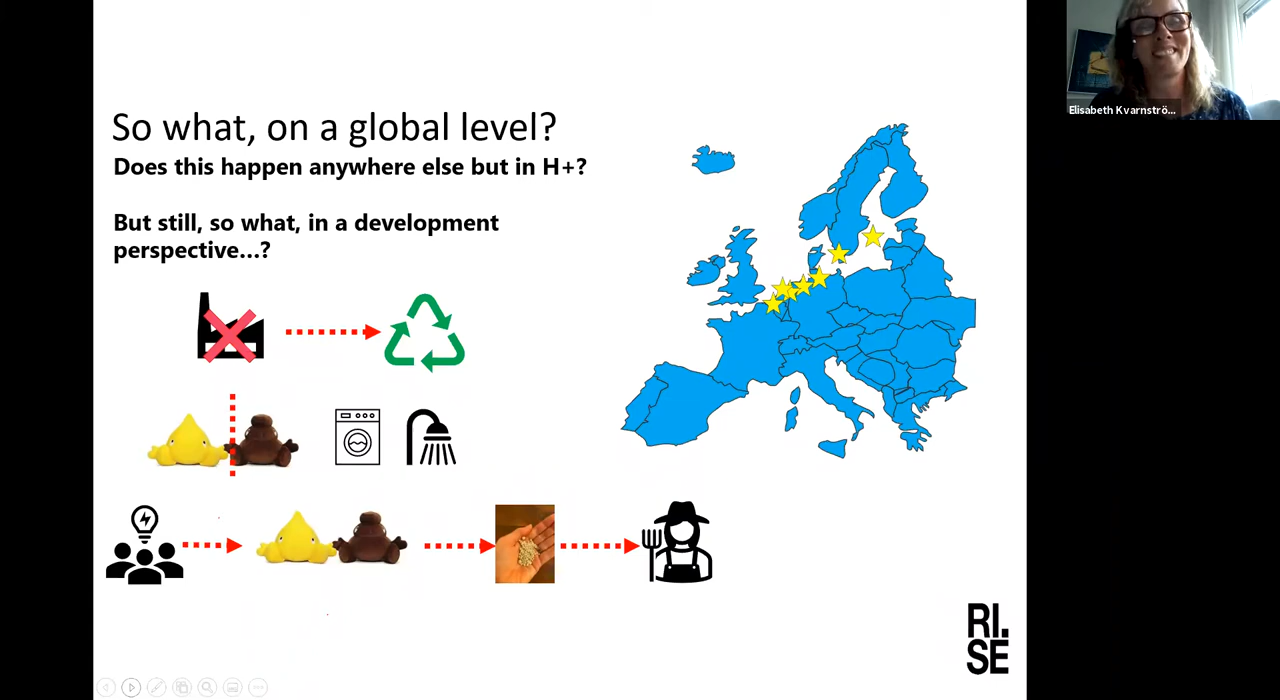 So what, on a global level?
Does this happen anywhere else but in H+?
But still, so what, in a development
perspective...?
Elisabeth Kvarnströ...
RI.
SE